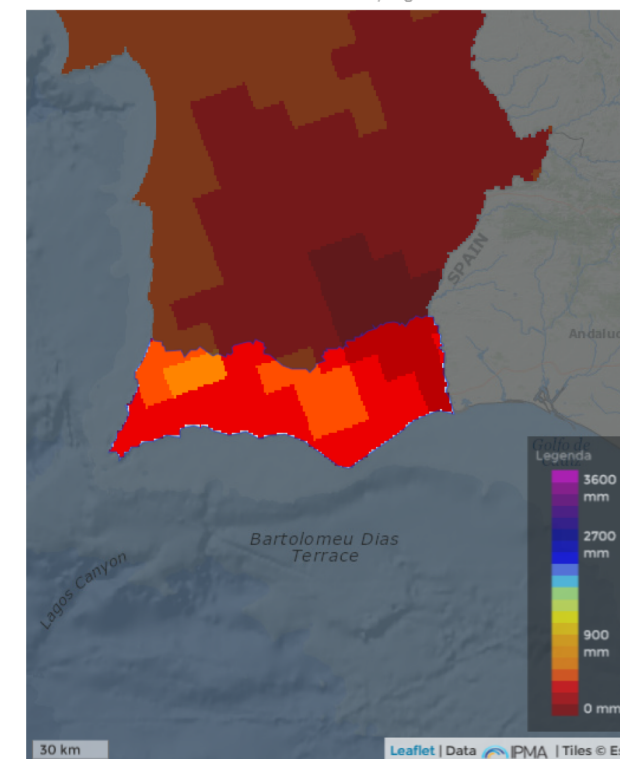 SPAIN
Andaluc
Golfo de
Legenda
3600
mm
2700
mm
900
mm
0 mm
Bartolomeu Dias
Terrace
Lagos Canyon
30 km
Leaflet | Data IPMA | Tiles © Es